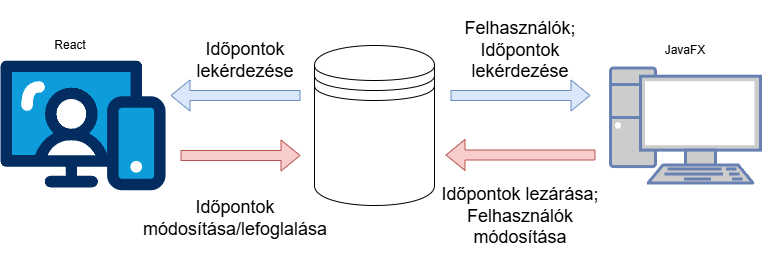 React
Időpontok
lekérdezése
Felhasználók;
Időpontok
lekérdezése
JavaFX
Időpontok
módosítása/lefoglalása
Időpontok lezárása;
Felhasználók
módosítása